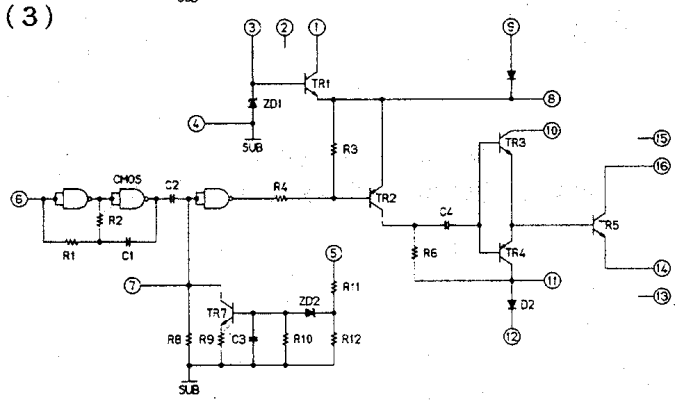 (3)
3
2
1
9
TR1
ZD1
8
4
SUB
R3
TR3
10
15
CMOS
C2
16
6
R4
TR2
R2
C4
R5
R1
C1
R6
TR4
5
14
7
R11
11
ZD2
TR7
D2
13
R8
R9
C3
R10
R12
12
SUB